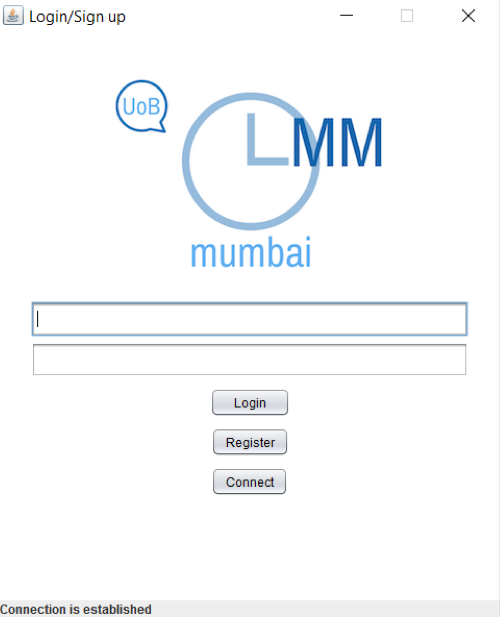 Login/Sign up
UoB
LMM
mumbai
Login
Register
Connect
Connection is established